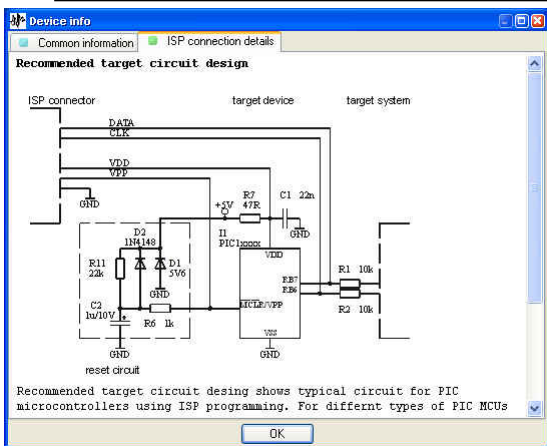 Device info
Common information
ISP connection details
Recommended target circuit design
ISP connector
target device
target system
DATA
CLK
VDD
VPP
GND
+5V
R7
47R
C1 22n
GND
D2
1N4148
D1
5V6
I1
PIC1xxxx
VDD
R11
22k
GND
RB7
RB6
R1 10k
C2
1u/10V
R6 1k
MCLR/VPP
R2 10k
VSS
GND
GND
reset circuit
Recommended target circuit desing shows typical circuit for PIC
microcontrollers using ISP programming. For differnt types of PIC MCUs
OK